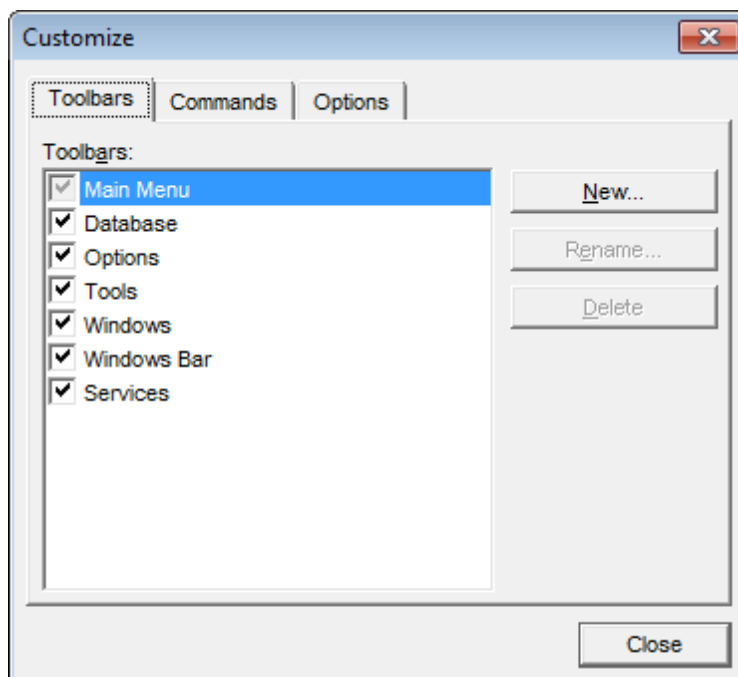 Customize
Toolbars Commands Options
Toolbars:
Main Menu
Database
Options
Tools
Windows
Windows Bar
Services
New...
Rename...
Delete
Close